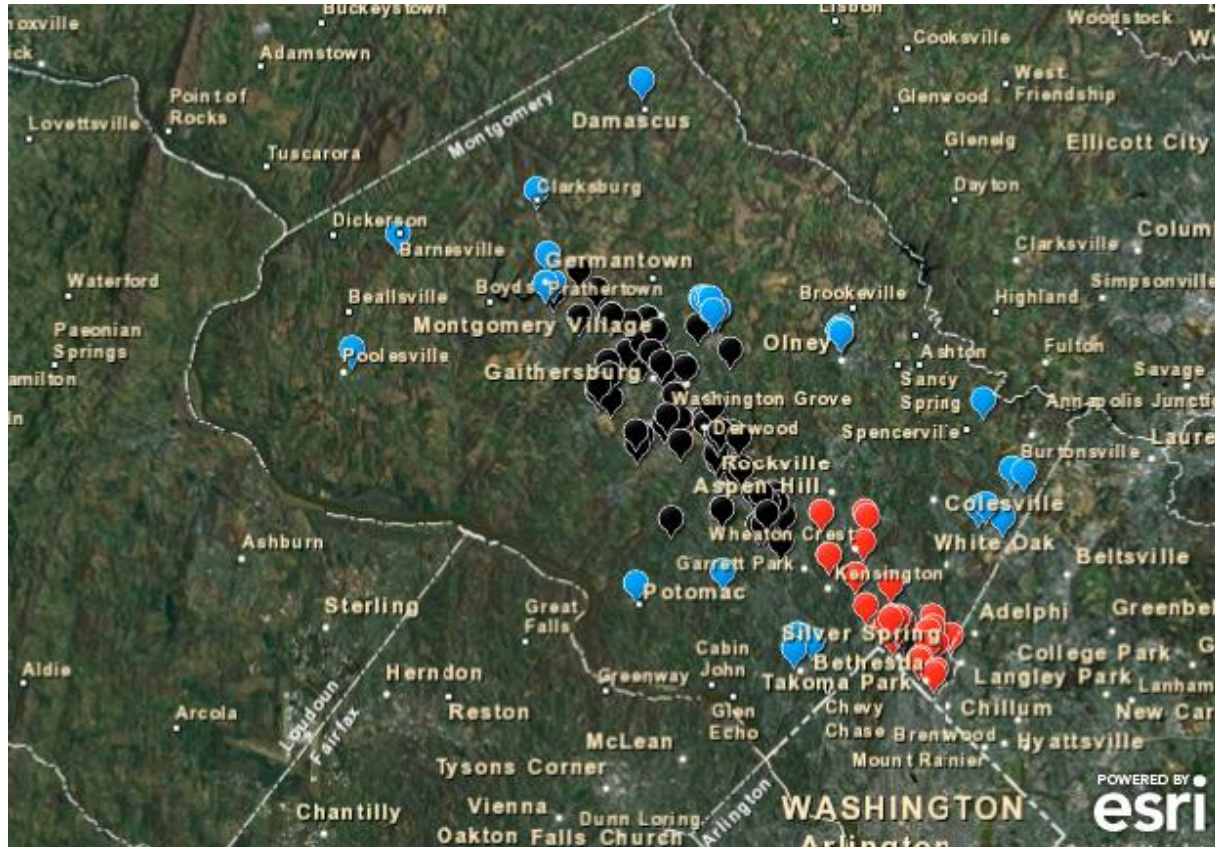 Buckeystown
Lisbon
Woodstock
Cooksville
Adamstown
West
Friendship
Point of
Rocks
Glenwood
Lovettsville
Damascus
Glenelg
Ellicott City
Tuscarora
Montgomery
Clarksburg
Dayton
Dickerson
Barnesville
Clarksville
Germantown
Waterford
Beallsville
Boyds
Prathertown
Brookeville
Highland
Simpsonville
Paeonian
Springs
Montgomery Village
Olney
Poolesville
Ashton
Fulton
Gaithersburg
Sandy
Spring
Savage
Washington Grove
Annapolis Junctio
Derwood
Spencerville
Burtonsville
Laure
Rockville
Aspen Hill
Colesville
Wheaton Crest
White Oak
Ashburn
Garrett Park
Kensington
Beltsville
Potomac
Sterling
Great
Falls
Adelphi
Greenbel
Silver Spring
Cabin
John
Bethesda
College Park
Aldie
Herndon
Greenway
Takoma Park
Langley Park
Lanham
Arcola
Loudoun
Fairfax
Reston
Glen
Echo
Chevy
Chase
Chillum
New Car
Brentwood
McLean
Hyattsville
Mount Rainier
Tysons Corner
Arlington
Chantilly
Vienna
Dunn Loring
WASHINGTON
Oakton
Falls Church
Arlington
POWERED BY
esri